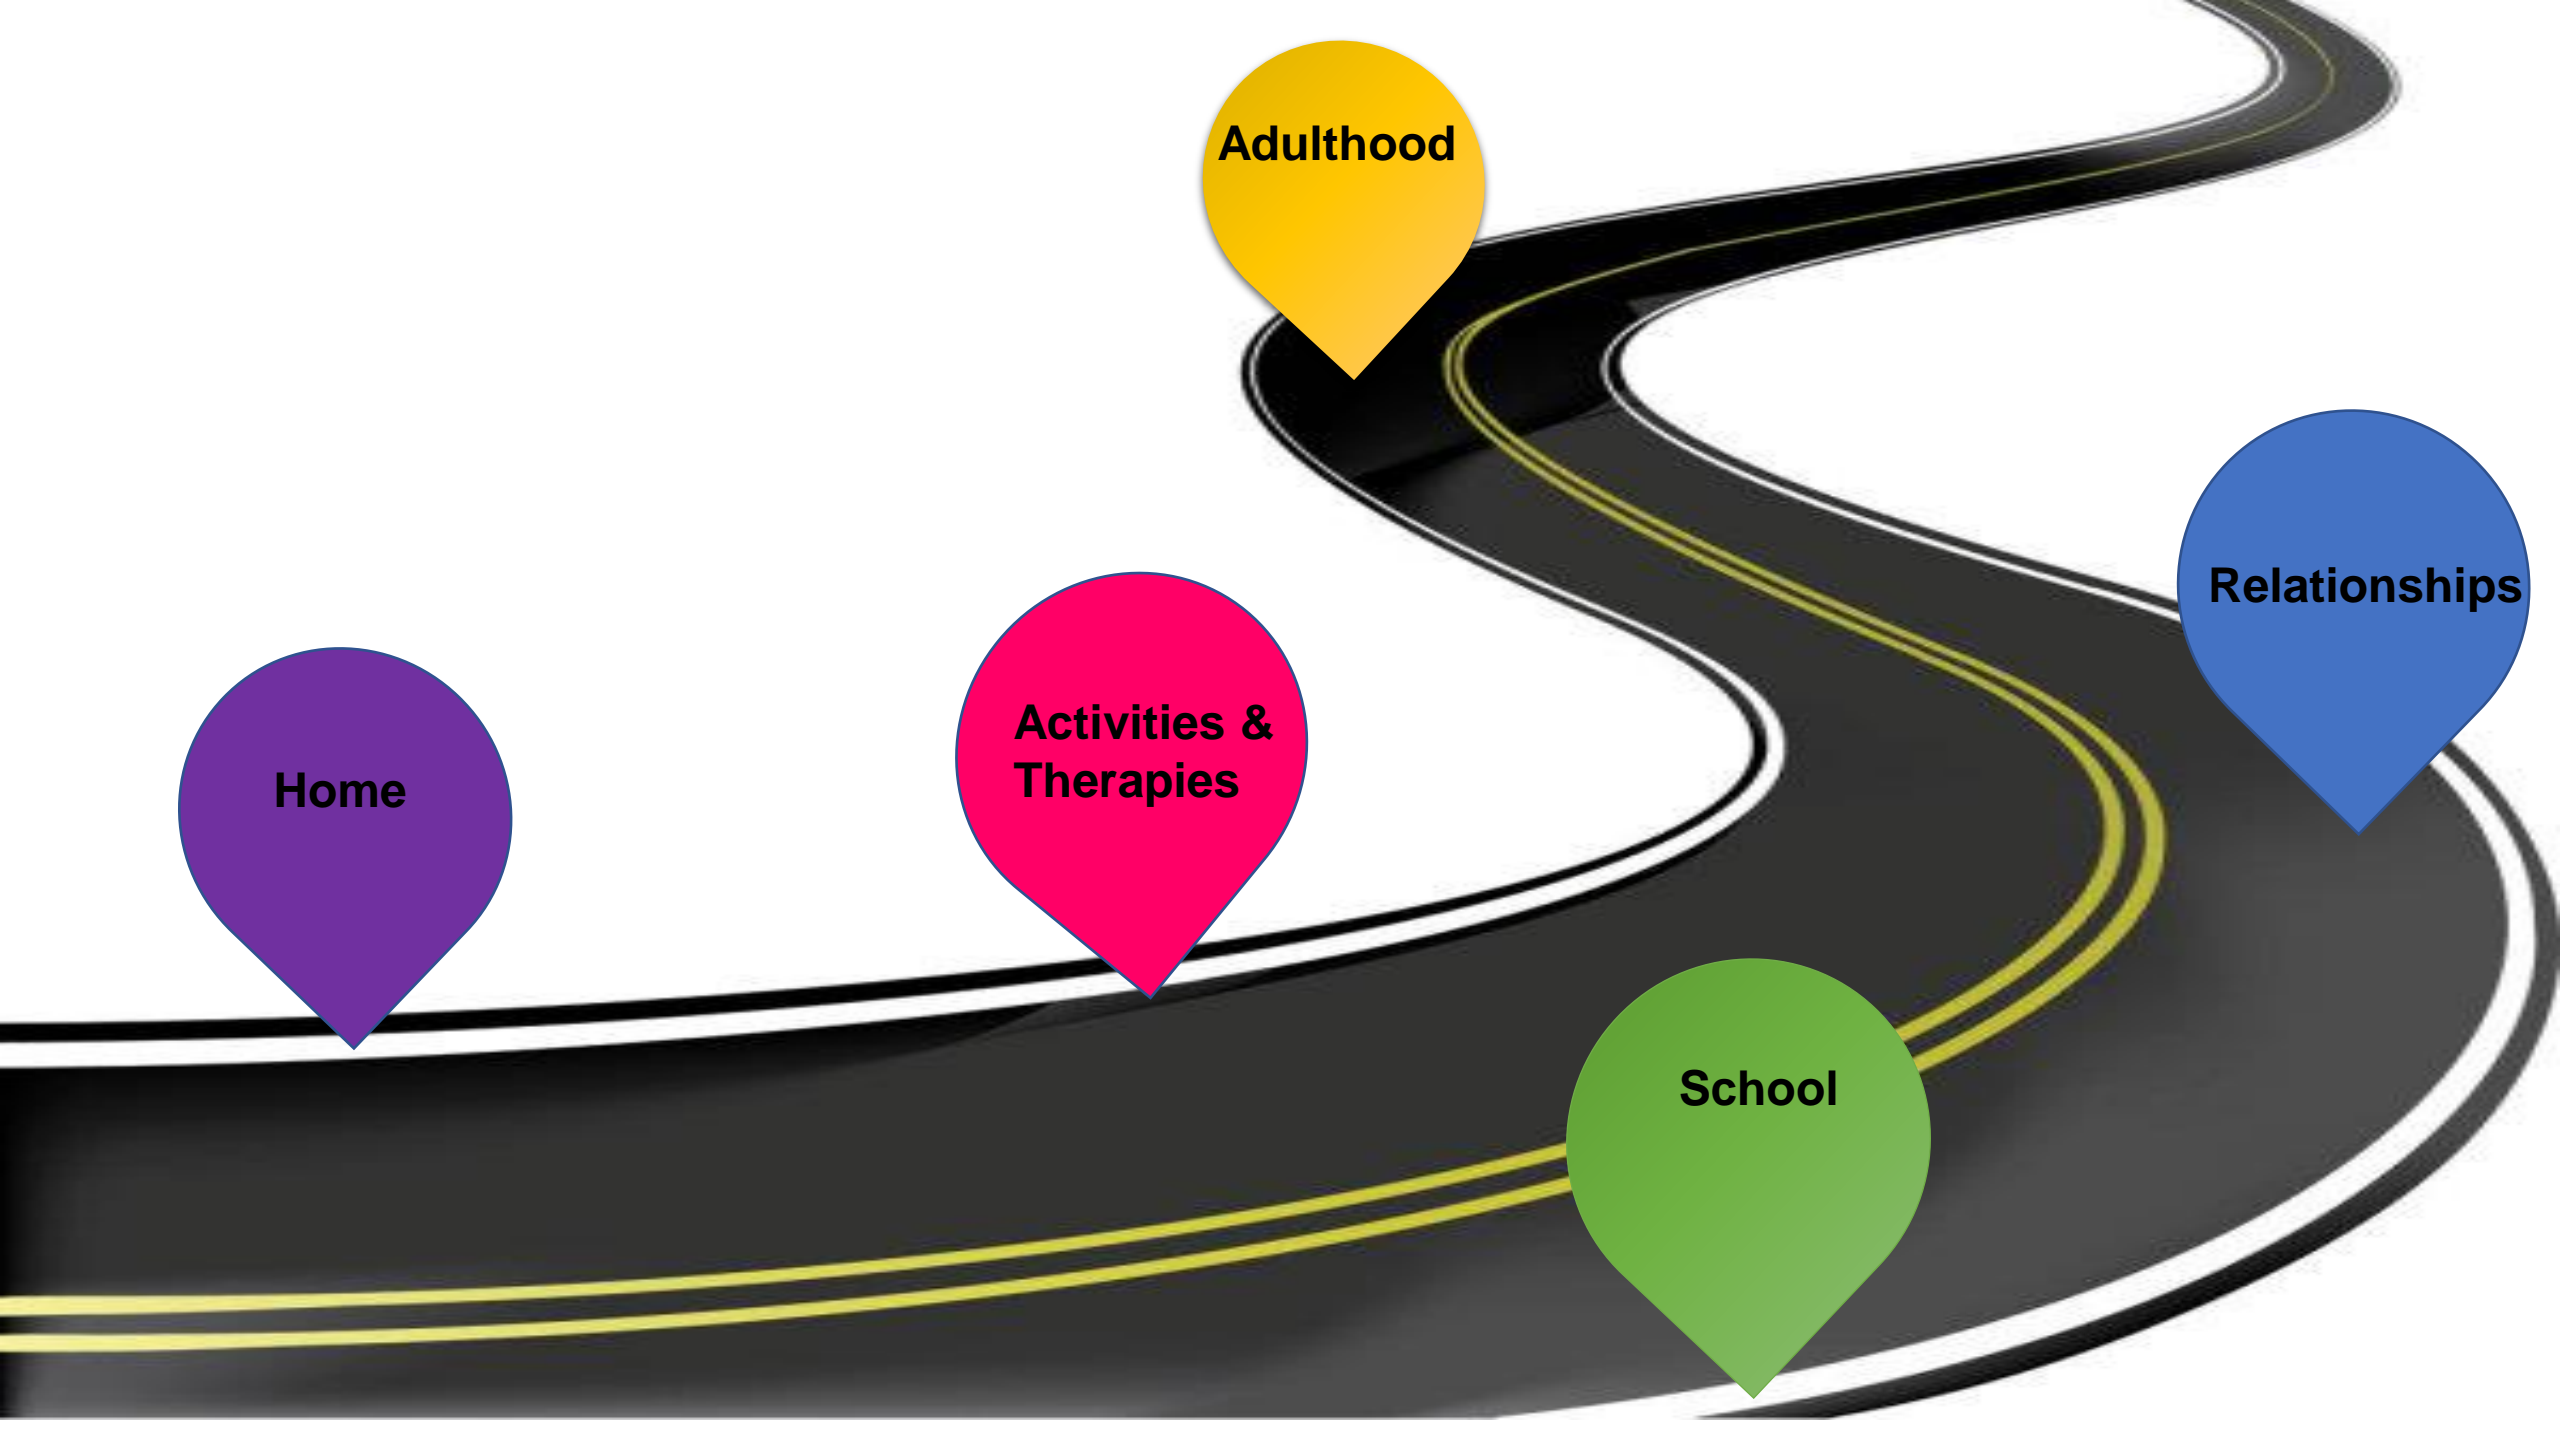 Adulthood
Relationships
Activities &
Therapies
Home
School